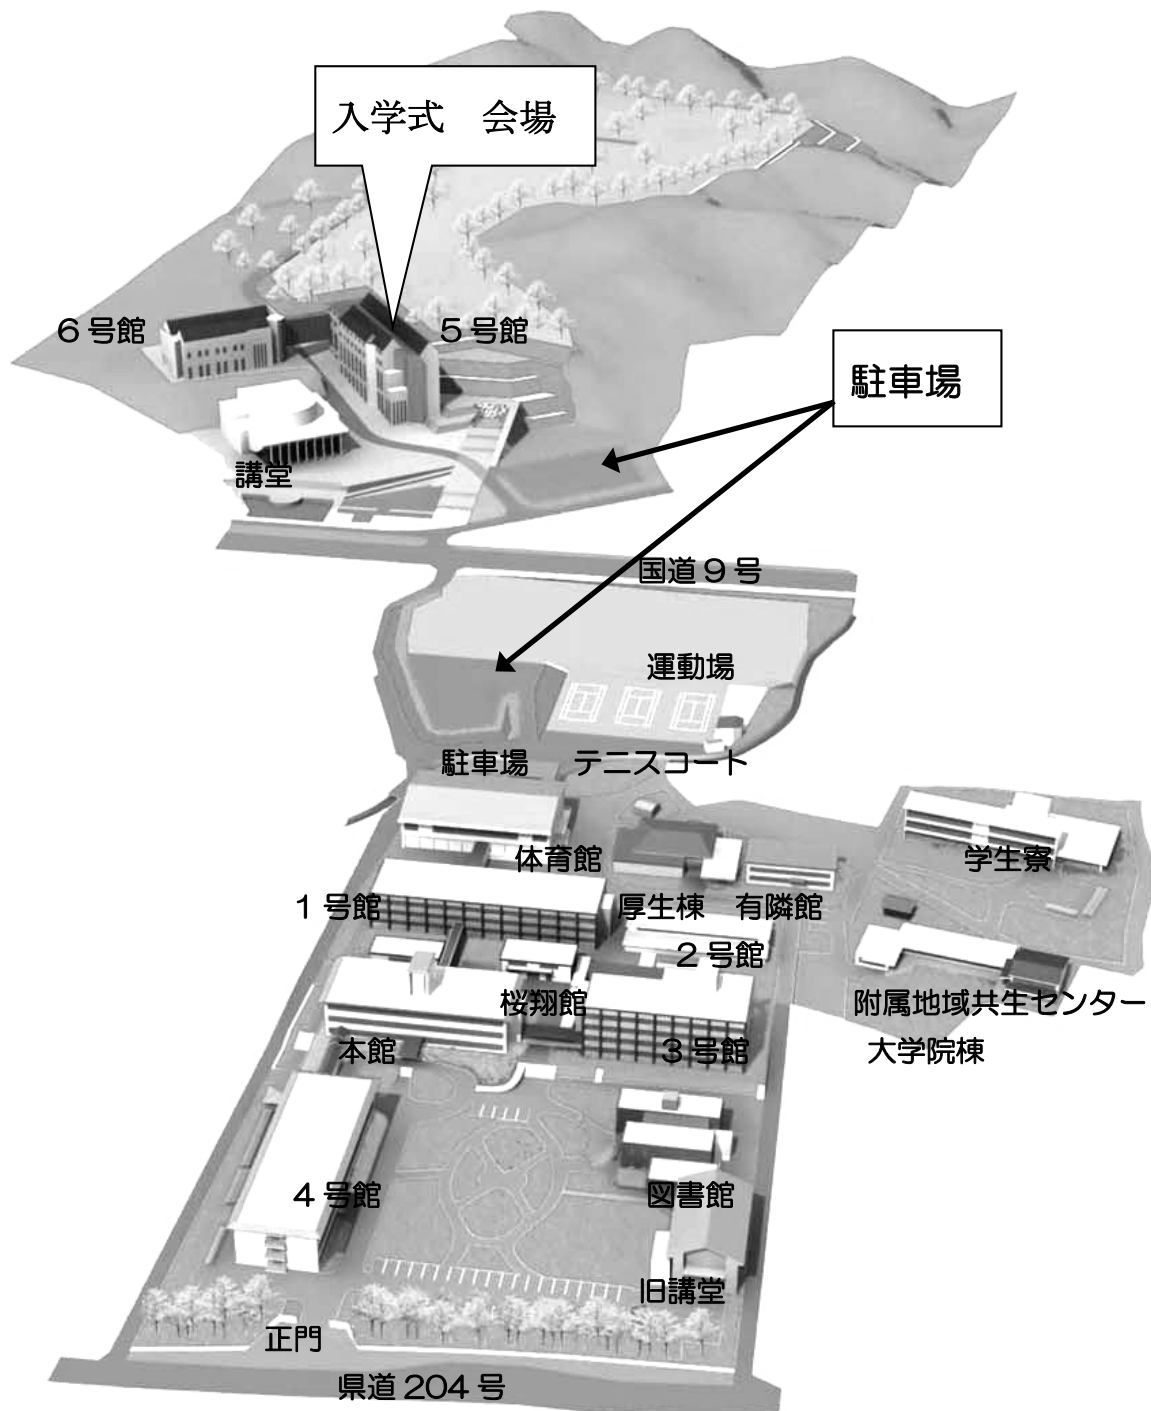 入学式　会場
６号館
５号館
駐車場
講堂
国道９号
運動場
駐車場
テニスコート
体育館
学生寮
１号館
厚生棟
有隣館
２号館
桜翔館
附属地域共生センター
本館
３号館
大学院棟
４号館
図書館
旧講堂
正門
県道204号